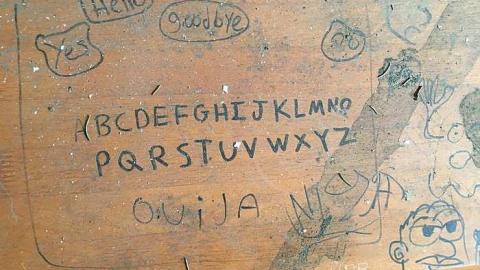 Hello
goodbye
Yes
No
ABCDEFGHIJKLMNO
PQRSTUVWXYZ
OUiJA